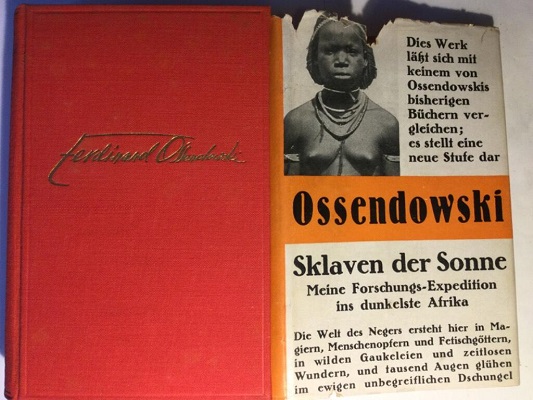 Ferdinand Ossendowski
Dies Werk
läßt sich mit
keinem von
Ossendowskis
bisherigen
Büchern ver-
gleichen;
es stellt eine
neue Stufe dar
Ossendowski
Sklaven der Sonne
Meine Forschungs-Expedition
ins dunkelste Afrika
Die Welt des Negers ersteht hier in Ma-
giern, Menschenopfern und Fetischgöttern,
in wilden Gaukeleien und zeitlosen
Wundern, und tausend Augen glühen
im ewigen unbegreiflichen Dschungel